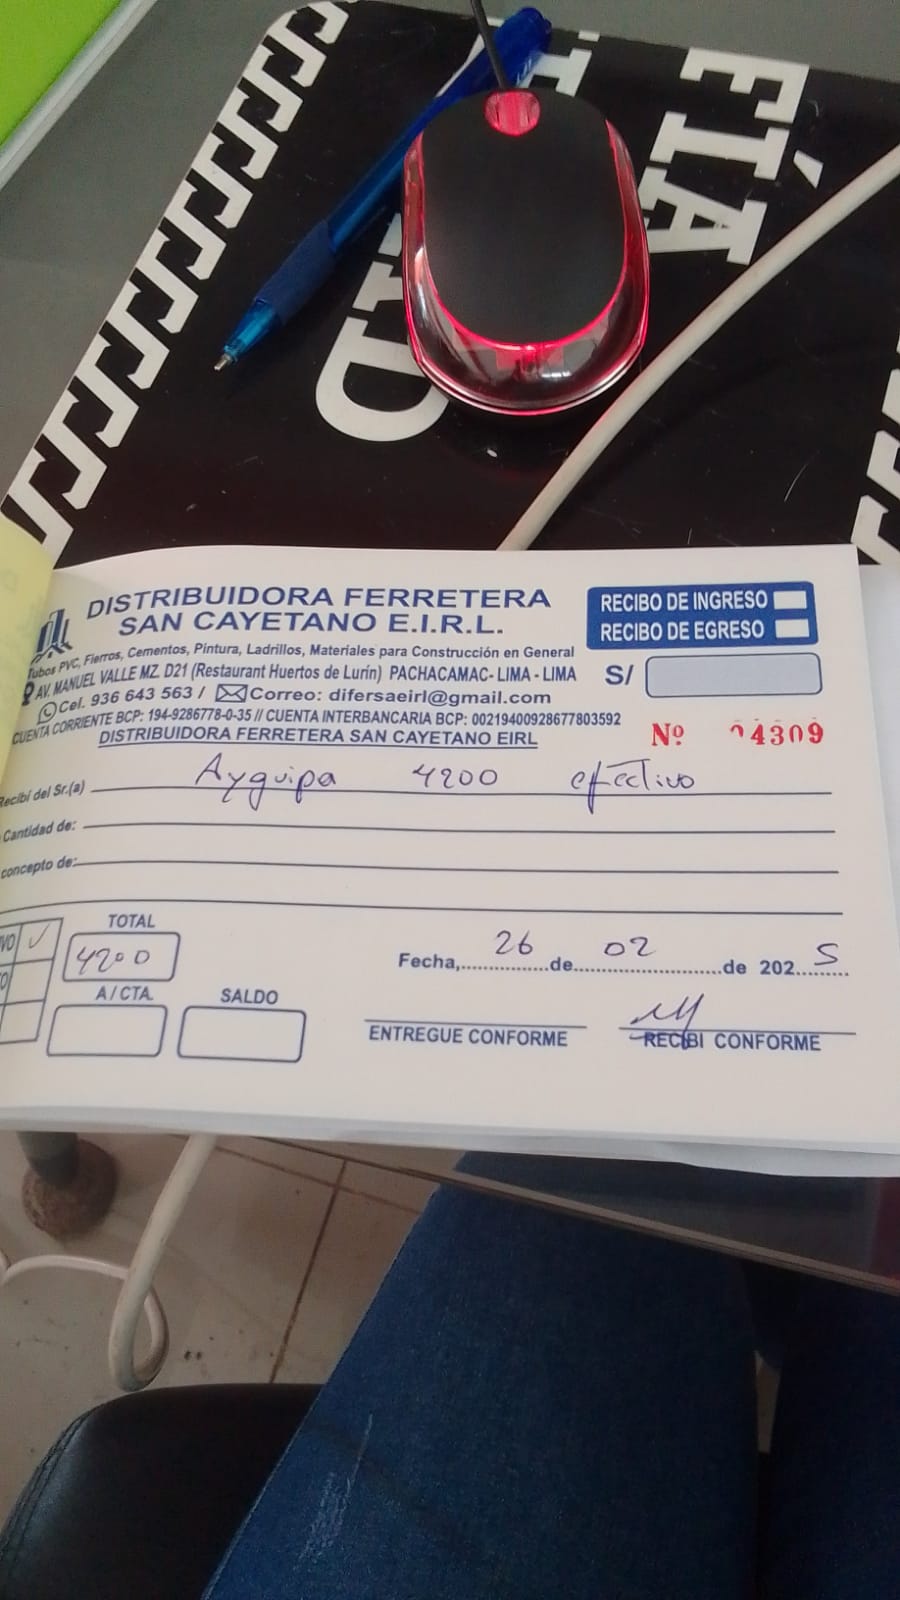 FÍA
RD
DISTRIBUIDORA FERRETERA
SAN CAYETANO E.I.R.L.
Tubos PVC, Fierros, Cementos, Pintura, Ladrillos, Materiales para Construcción en General
AV. MANUEL VALLE MZ. D21 (Restaurant Huertos de Lurín) PACHACAMAC- LIMA - LIMA
Cel. 936 643 563 / Correo: difersaeirl@gmail.com
CUENTA CORRIENTE BCP: 194-9286778-0-35 // CUENTA INTERBANCARIA BCP: 00219400928677803592
DISTRIBUIDORA FERRETERA SAN CAYETANO EIRL
RECIBO DE INGRESO
RECIBO DE EGRESO
S/
Nº 04309
Recibí del Sr.(a) Ayquipa 4200 efectivo
Cantidad de:
concepto de:
VO ✓
TOTAL
4200
A/CTA.
SALDO
Fecha, 26 de 02 de 2025
ENTREGUE CONFORME
RECIBI CONFORME